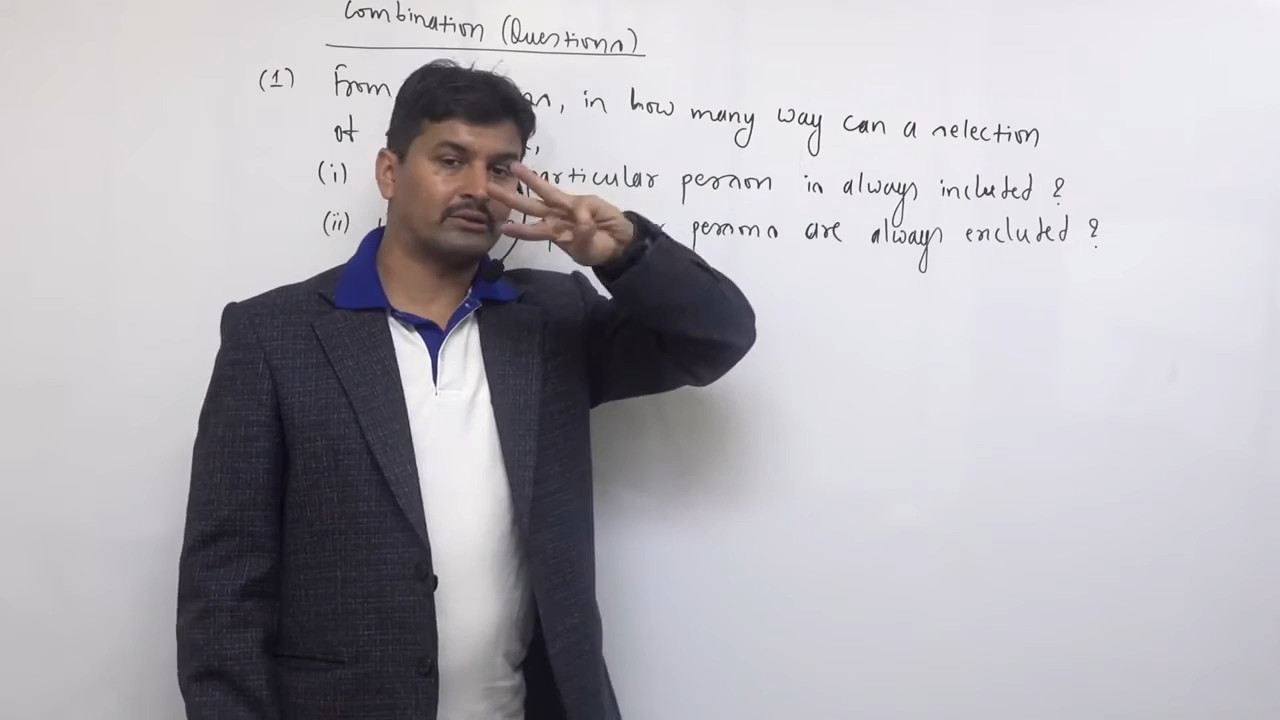 Combination (Questions)
(1) From an, in how many way can a selection
of
(i) particular person is always included ?
(ii) persons are always excluded ?